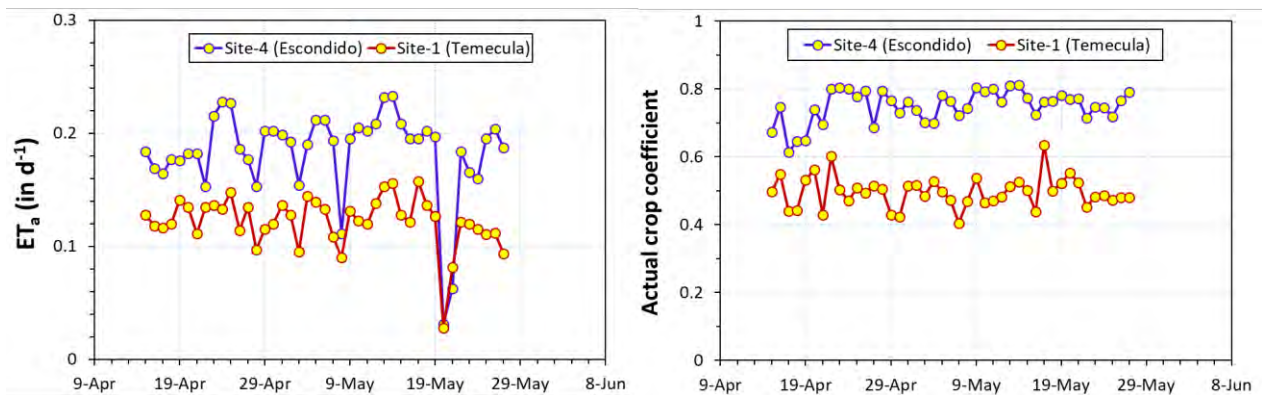 0.3
Site-4 (Escondido) Site-1 (Temecula)
0.2
ETa (in d-1)
0.1
0
9-Apr 19-Apr 29-Apr 9-May 19-May 29-May 8-Jun
1
Site-4 (Escondido) Site-1 (Temecula)
0.8
0.6
Actual crop coefficient
0.4
0.2
0
9-Apr 19-Apr 29-Apr 9-May 19-May 29-May 8-Jun